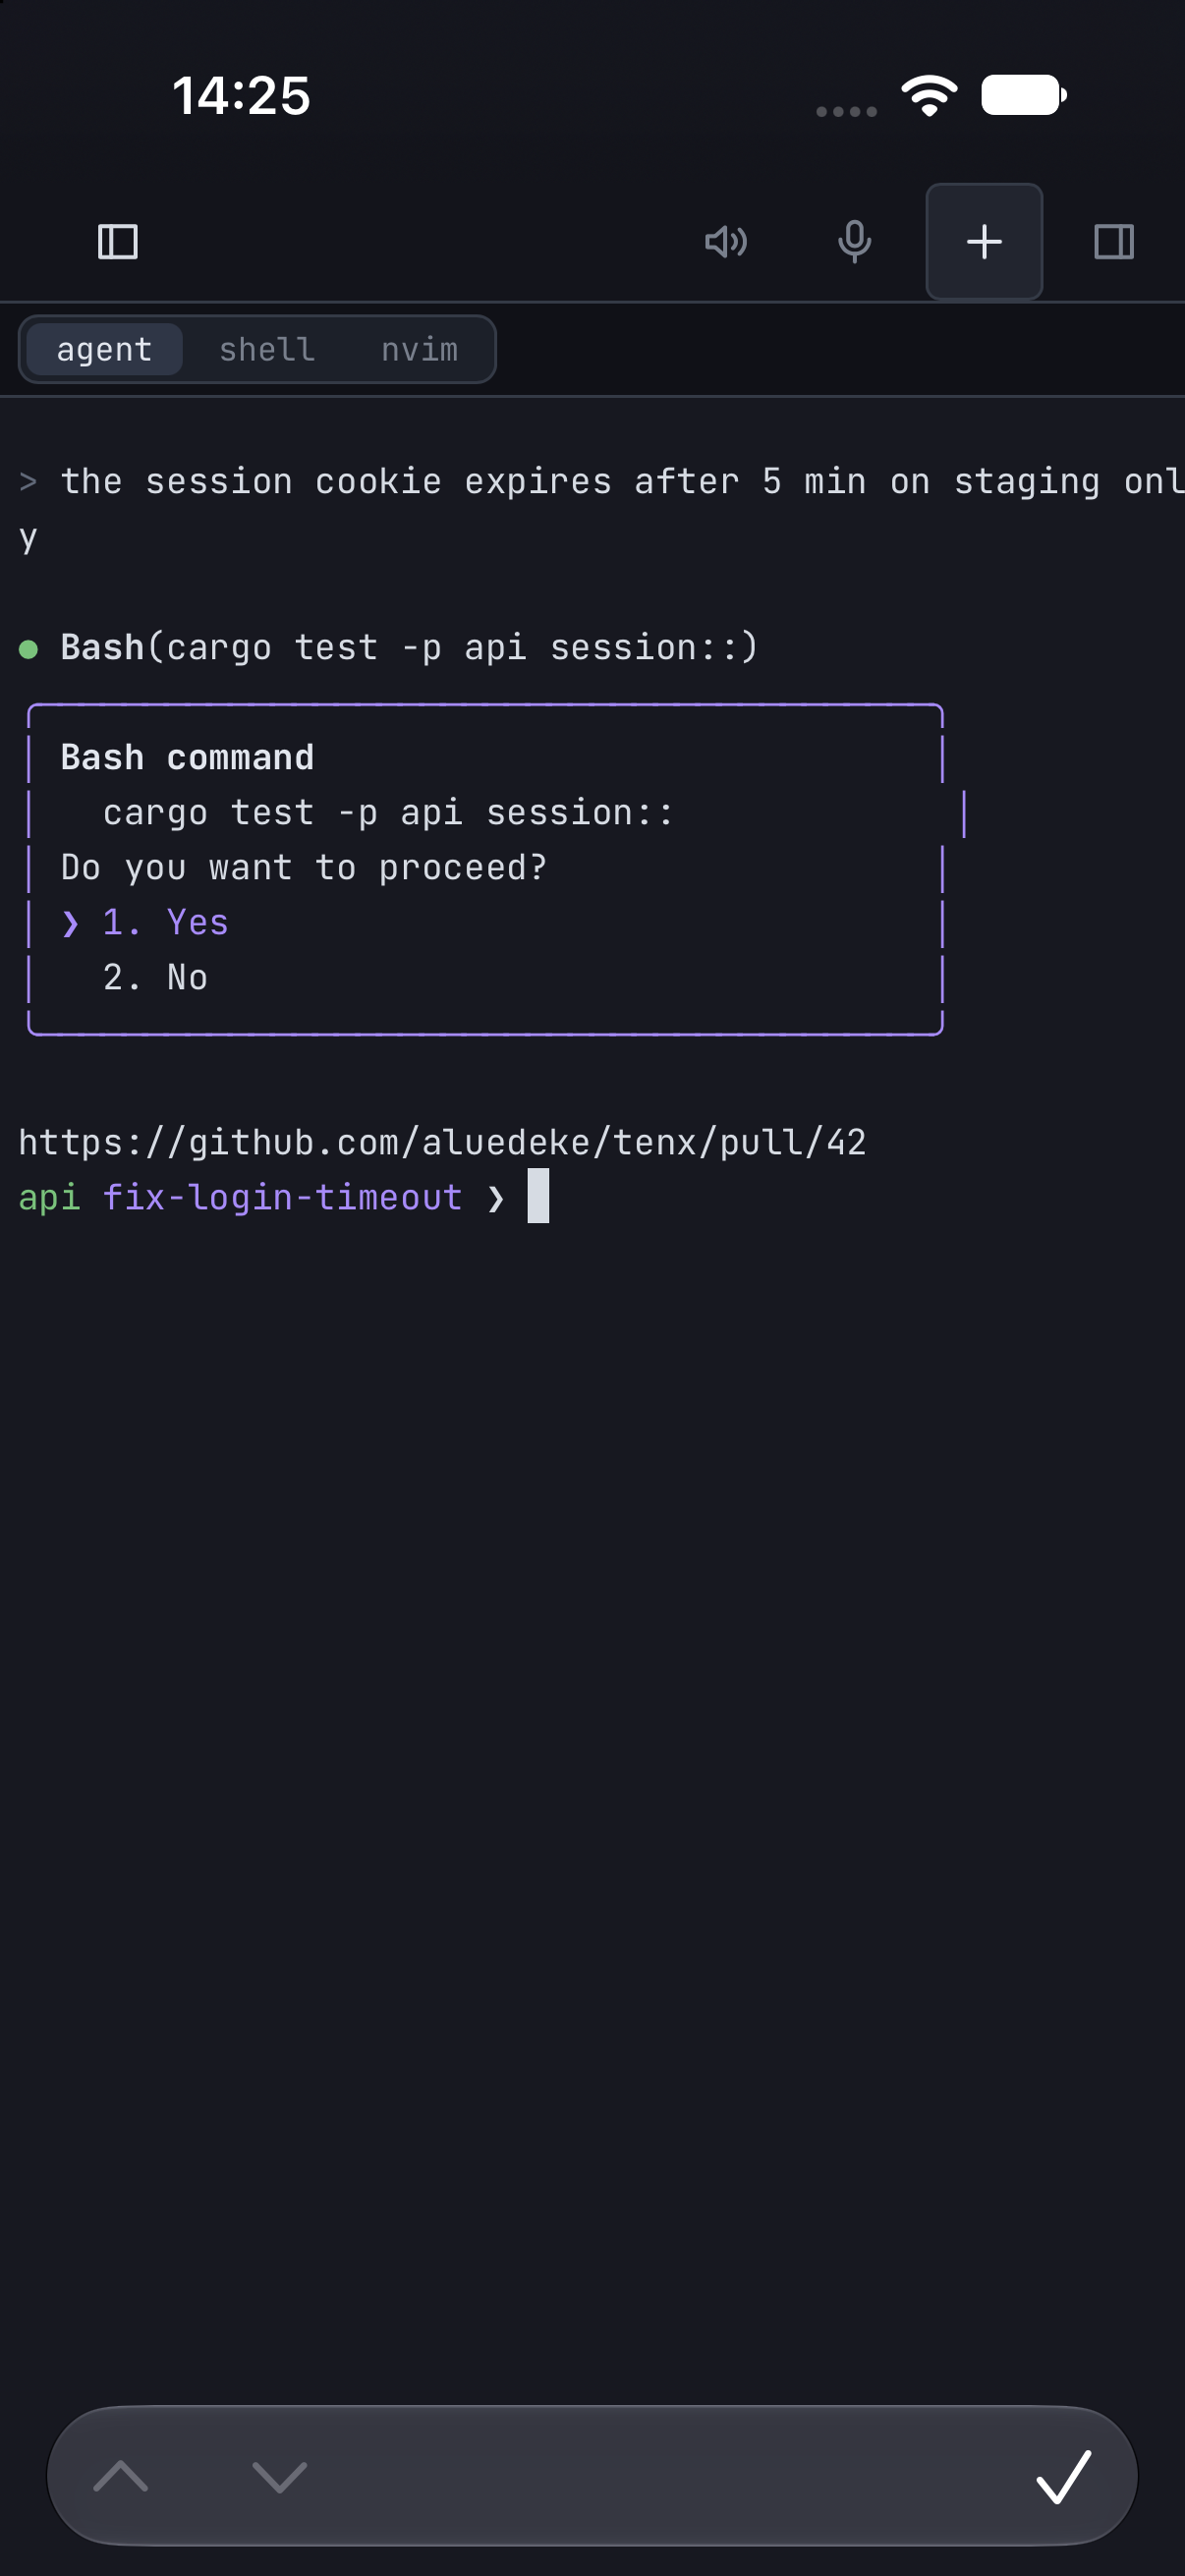 14:25
agent shell nvim
> the session cookie expires after 5 min on staging onl
y
● Bash(cargo test -p api session::)
Bash command
cargo test -p api session::
Do you want to proceed?
❯ 1. Yes
2. No
https://github.com/aluedeke/tenx/pull/42
api fix-login-timeout ❯